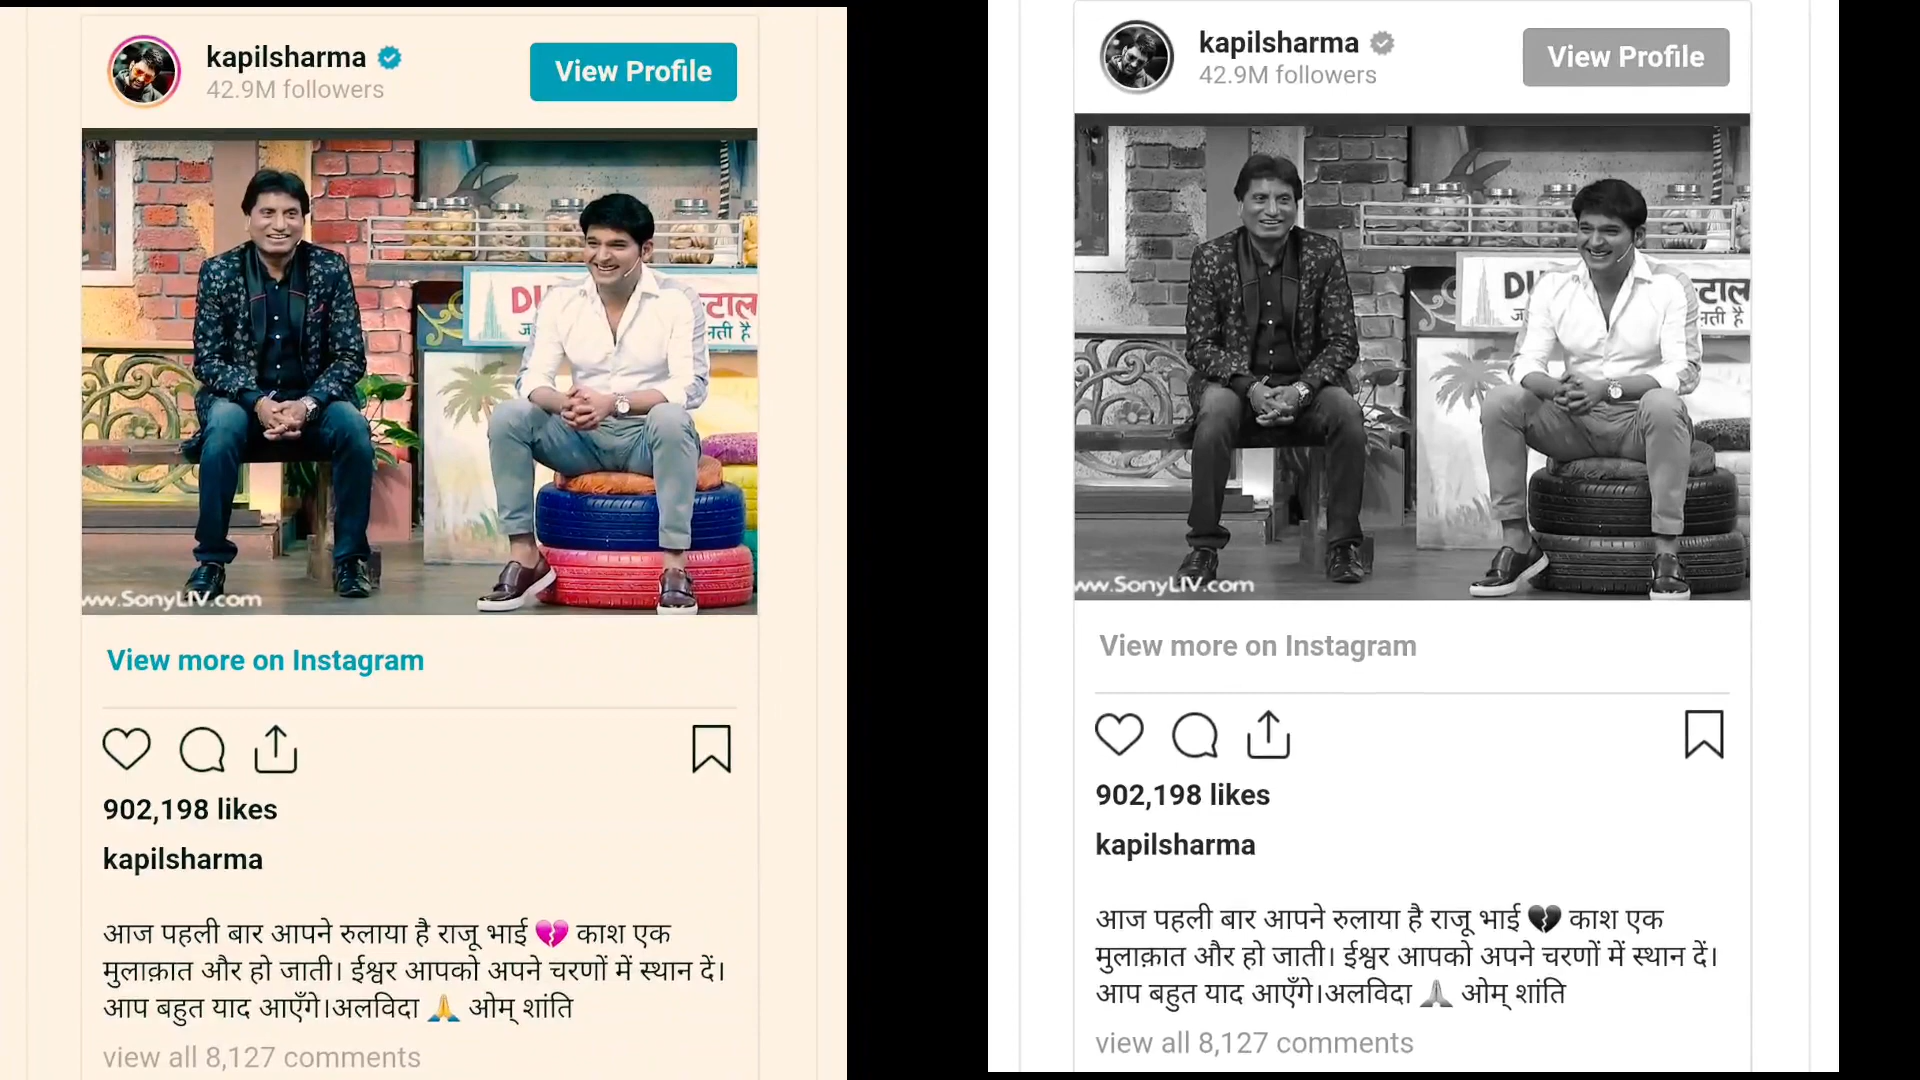 kapilsharma
42.9M followers
View Profile
ww.SonyLIV.com
View more on Instagram
902,198 likes
kapilsharma
आज पहली बार आपने रुलाया है राजू भाई 💔 काश एक
मुलाक़ात और हो जाती। ईश्वर आपको अपने चरणों में स्थान दें।
आप बहुत याद आएँगे।अलविदा 🙏 ओम् शांति
view all 8,127 comments
kapilsharma
42.9M followers
View Profile
ww.SonyLIV.com
View more on Instagram
902,198 likes
kapilsharma
आज पहली बार आपने रुलाया है राजू भाई 💔 काश एक
मुलाक़ात और हो जाती। ईश्वर आपको अपने चरणों में स्थान दें।
आप बहुत याद आएँगे।अलविदा 🙏 ओम् शांति
view all 8,127 comments